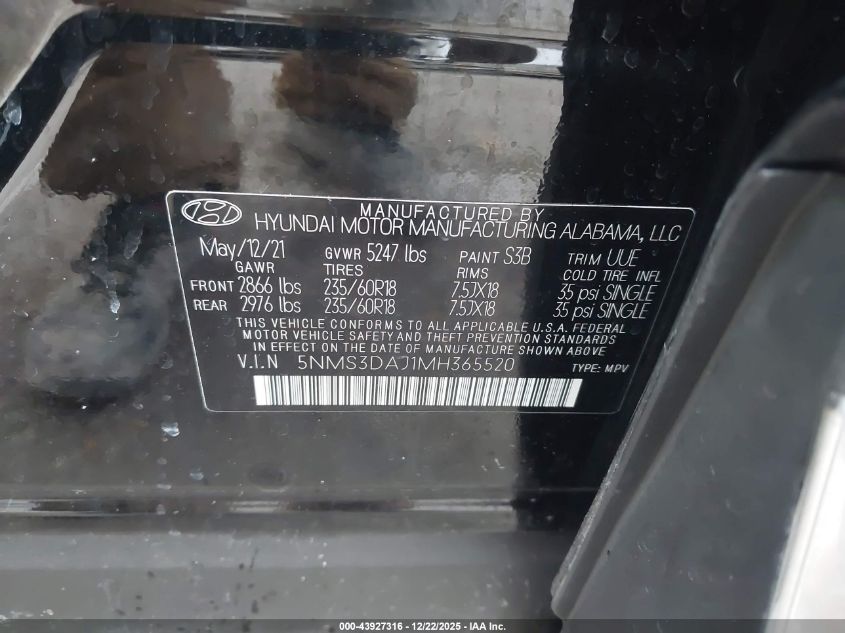 MANUFACTURED BY
HYUNDAI MOTOR MANUFACTURING ALABAMA, LLC
May/12/21 GVWR 5247 lbs PAINT S3B TRIM UUE
GAWR TIRES RIMS COLD TIRE INFL
FRONT 2866 lbs 235/60R18 7.5JX18 35 psi SINGLE
REAR 2976 lbs 235/60R18 7.5JX18 35 psi SINGLE
THIS VEHICLE CONFORMS TO ALL APPLICABLE U.S.A. FEDERAL
MOTOR VEHICLE SAFETY AND THEFT PREVENTION STANDARDS
IN EFFECT ON THE DATE OF MANUFACTURE SHOWN ABOVE
V.I.N 5NMS3DAJ1MH365520 TYPE: MPV
000-43927316 - 12/22/2025 - IAA Inc.